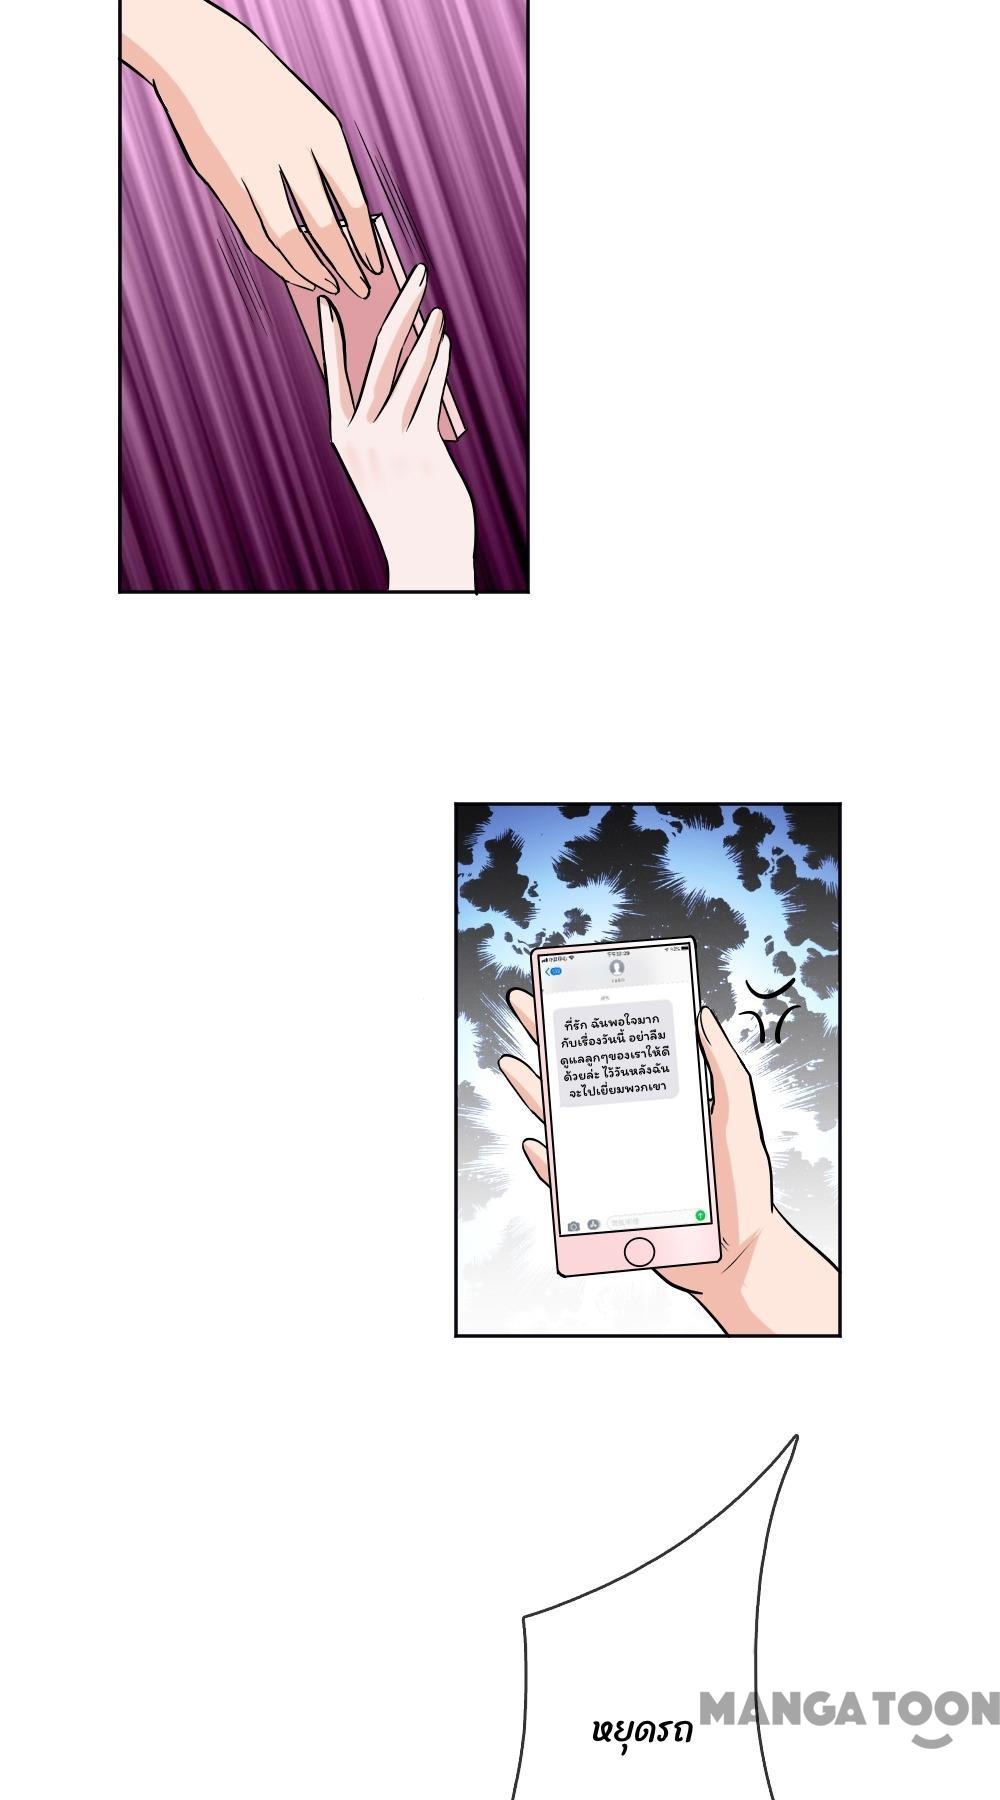 ที่รัก ฉันพอใจมาก
กับเรื่องวันนี้ อย่าลืม
ดูแลลูกๆของเราให้ดี
ด้วยล่ะ ไว้วันหลังฉัน
จะไปเยี่ยมพวกเขา
หยุดรถ
MANGATOON